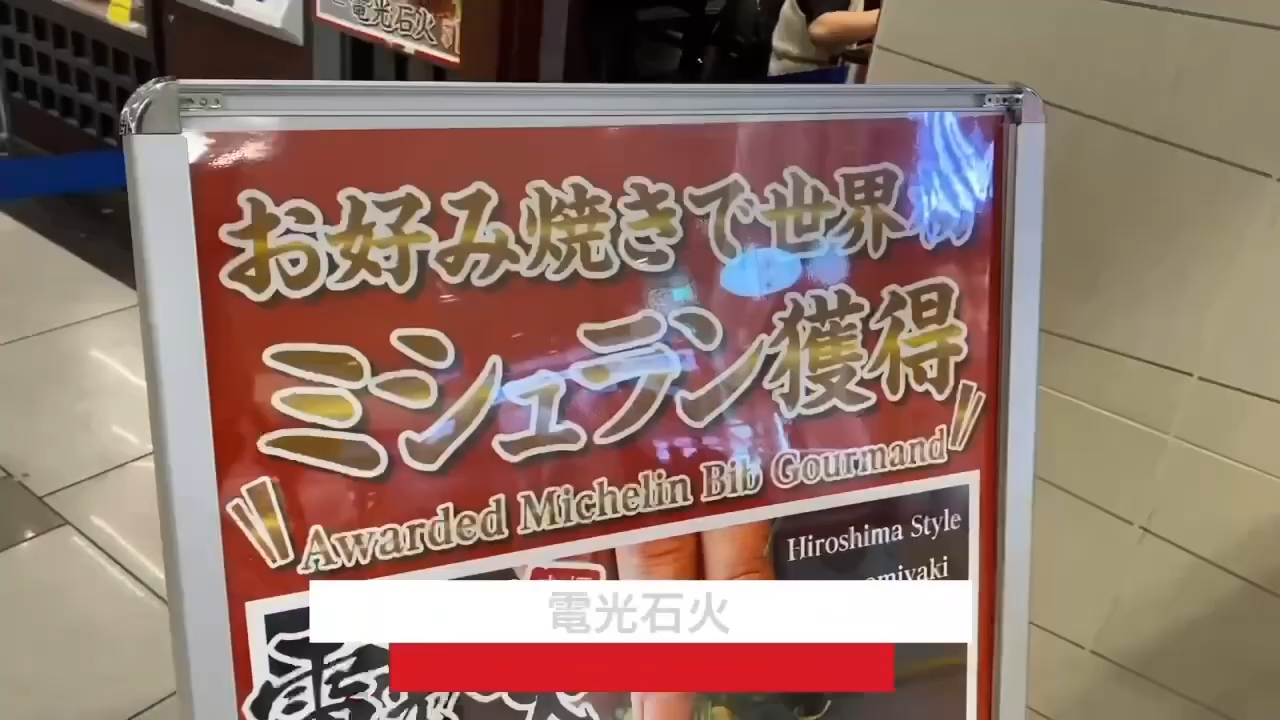 電光石火
お好み焼きで世界初
ミシェラン獲得
Awarded Michelin Bib Gourmand
Hiroshima Style
電光石火